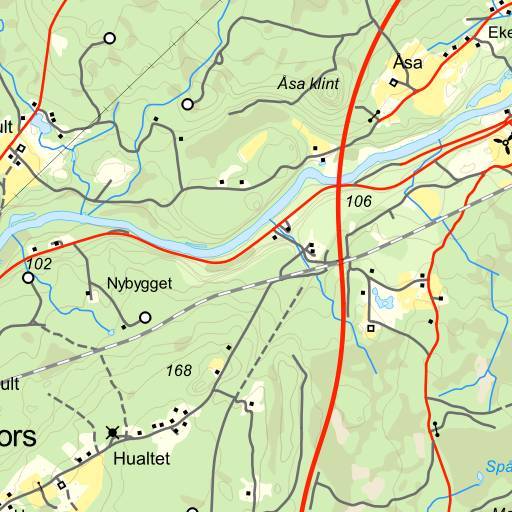 Eke
Åsa
Åsa klint
ult
106
102
Nybygget
168
ult
ors
Hualtet
Spå